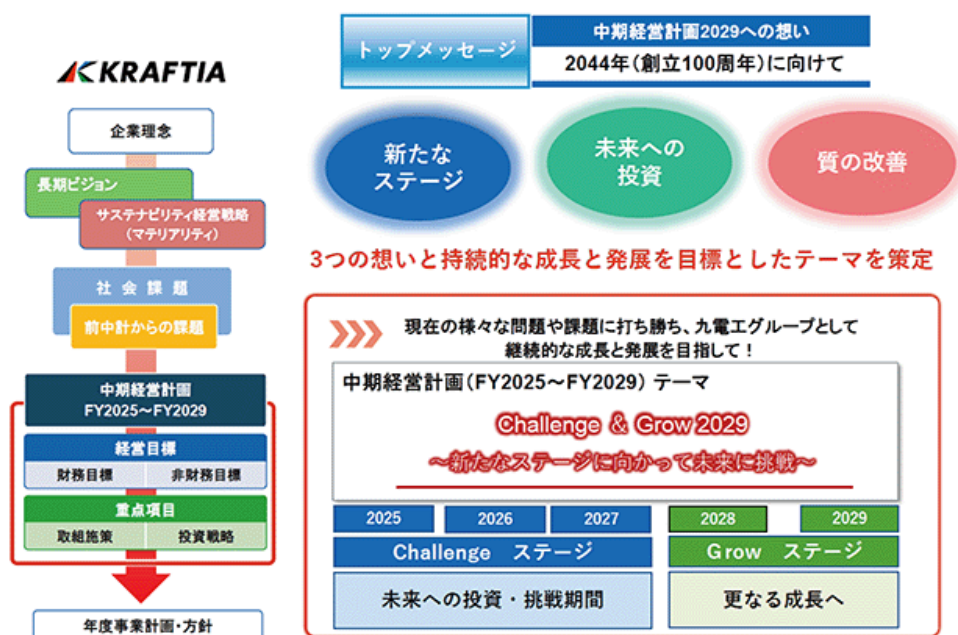 KRAFTIA
企業理念
長期ビジョン
サステナビリティ経営戦略
（マテリアリティ）
社会課題
前中計からの課題
中期経営計画
FY2025～FY2029
経営目標
財務目標
非財務目標
重点項目
取組施策
投資戦略
年度事業計画・方針
トップメッセージ
中期経営計画2029への想い
2044年（創立100周年）に向けて
新たな
ステージ
未来への
投資
質の改善
3つの想いと持続的な成長と発展を目標としたテーマを策定
現在の様々な問題や課題に打ち勝ち、九電工グループとして
継続的な成長と発展を目指して！
中期経営計画（FY2025～FY2029） テーマ
Challenge ＆ Grow 2029
～新たなステージに向かって未来に挑戦～
2025
2026
2027
2028
2029
Challenge ステージ
Grow ステージ
未来への投資・挑戦期間
更なる成長へ